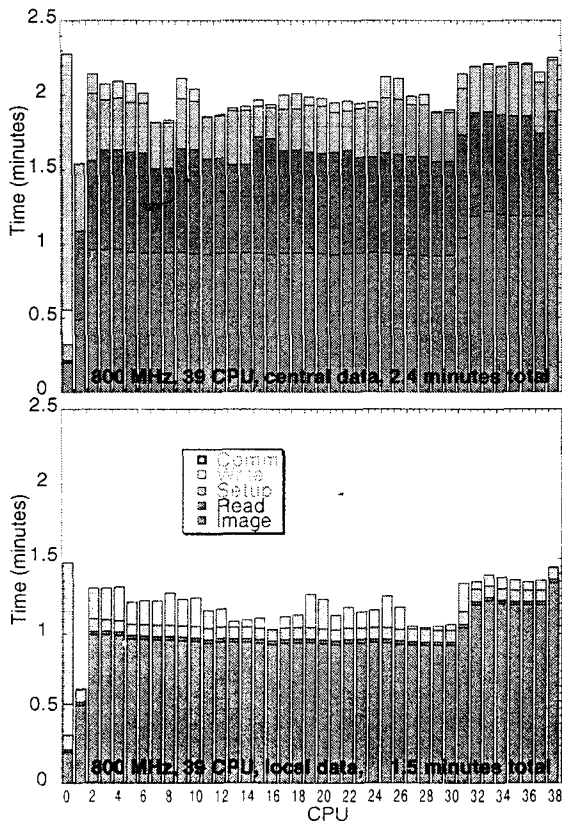 2.5
2
1.5
1
0.5
0
Time (minutes)
800 MHz, 39 CPU, central data, 2.4 minutes total
2.5
2
1.5
1
0.5
0
Time (minutes)
Comm
Write
Setup
Read
Image
800 MHz, 39 CPU, local data, 1.5 minutes total
0 2 4 6 8 10 12 14 16 18 20 22 24 26 28 30 32 34 36 38
CPU